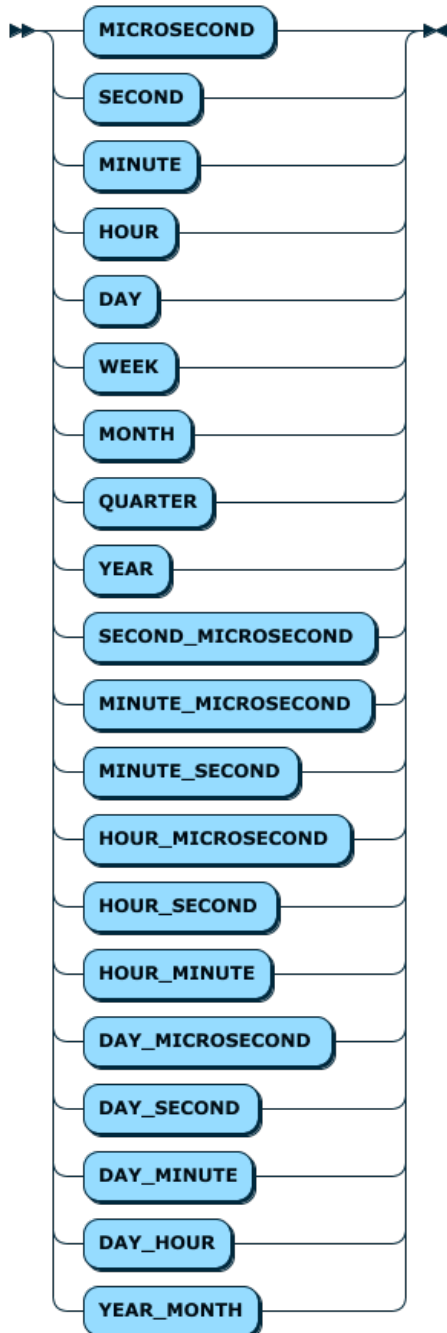 MICROSECOND
SECOND
MINUTE
HOUR
DAY
WEEK
MONTH
QUARTER
YEAR
SECOND_MICROSECOND
MINUTE_MICROSECOND
MINUTE_SECOND
HOUR_MICROSECOND
HOUR_SECOND
HOUR_MINUTE
DAY_MICROSECOND
DAY_SECOND
DAY_MINUTE
DAY_HOUR
YEAR_MONTH